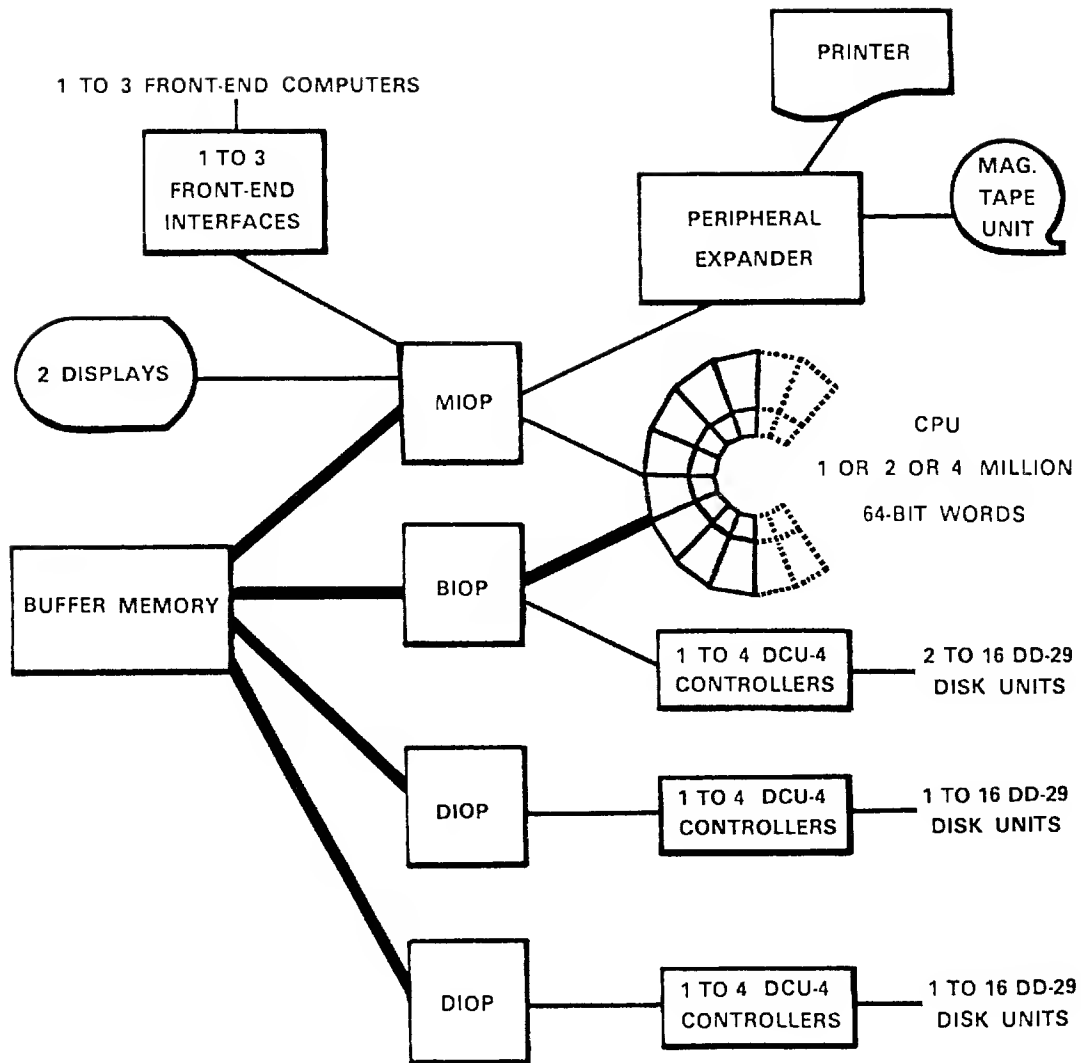 PRINTER
1 TO 3 FRONT-END COMPUTERS
1 TO 3
FRONT-END
INTERFACES
MAG.
TAPE
UNIT
PERIPHERAL
EXPANDER
2 DISPLAYS
MIOP
CPU
1 OR 2 OR 4 MILLION
64-BIT WORDS
BUFFER MEMORY
BIOP
1 TO 4 DCU-4
CONTROLLERS
2 TO 16 DD-29
DISK UNITS
DIOP
1 TO 4 DCU-4
CONTROLLERS
1 TO 16 DD-29
DISK UNITS
DIOP
1 TO 4 DCU-4
CONTROLLERS
1 TO 16 DD-29
DISK UNITS